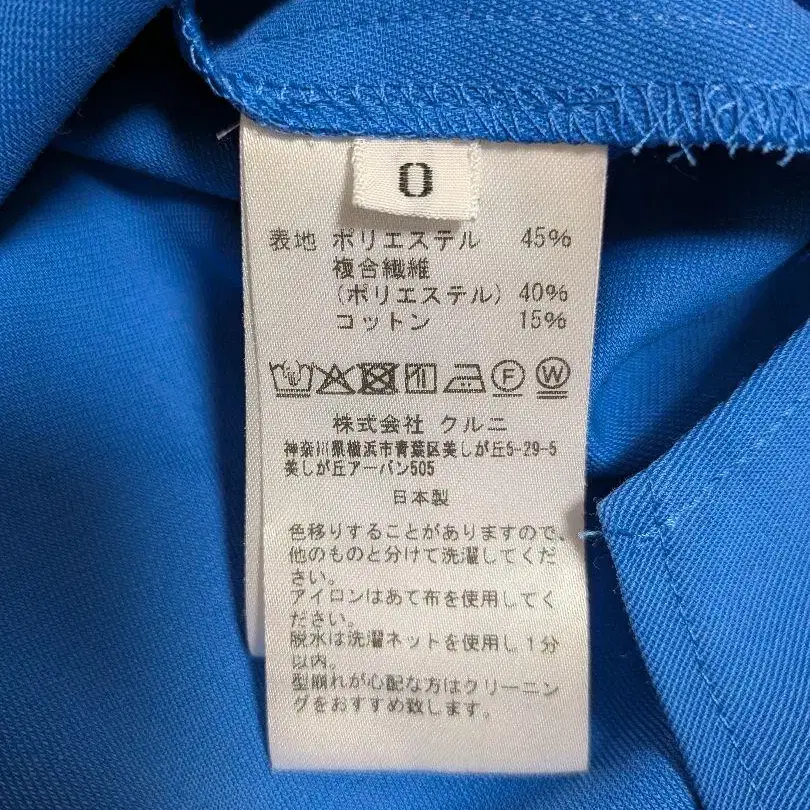 0
表地 ポリエステル 45%
複合繊維
(ポリエステル) 40%
コットン 15%
F W
株式会社 クルニ
神奈川県横浜市青葉区美しが丘5-29-5
美しが丘アーバン505
日本製
色移りすることがありますので、
他のものと分けて洗濯してくだ
さい。
アイロンはあて布を使用してく
ださい。
脱水は洗濯ネットを使用し1分
以内。
型崩れが心配な方はクリーニン
グをおすすめ致します。